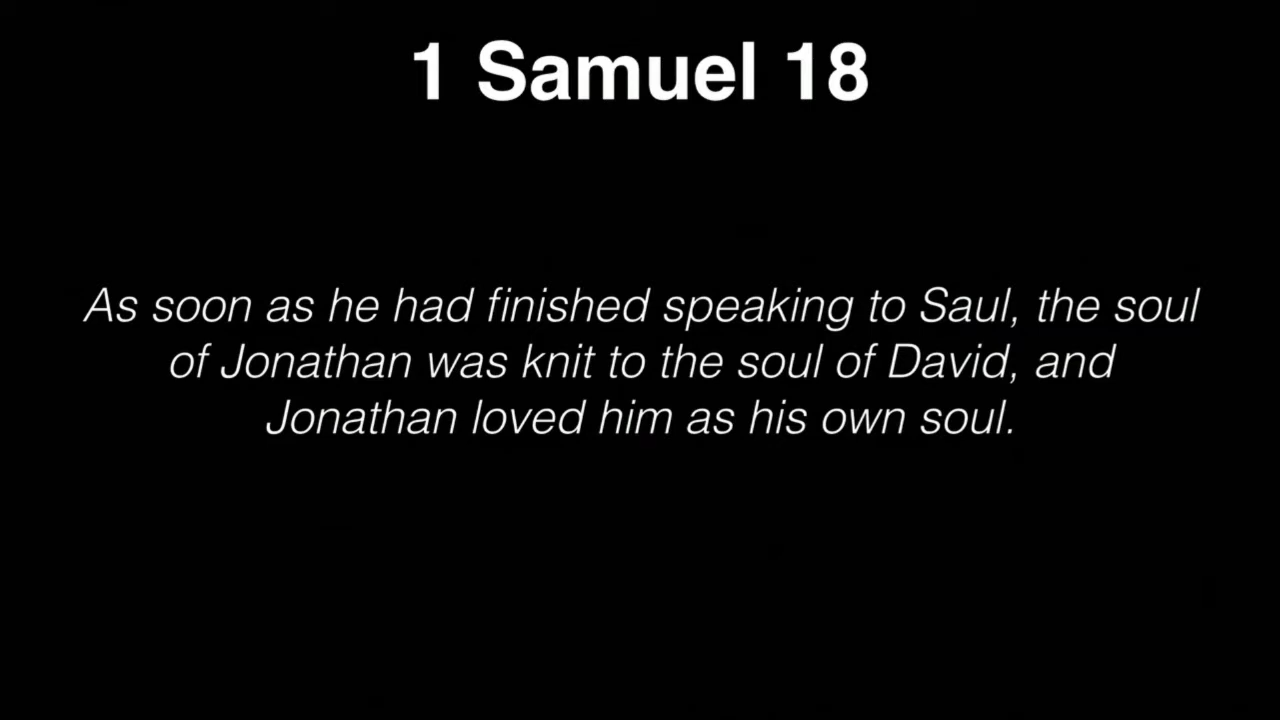 1 Samuel 18
As soon as he had finished speaking to Saul, the soul
of Jonathan was knit to the soul of David, and
Jonathan loved him as his own soul.